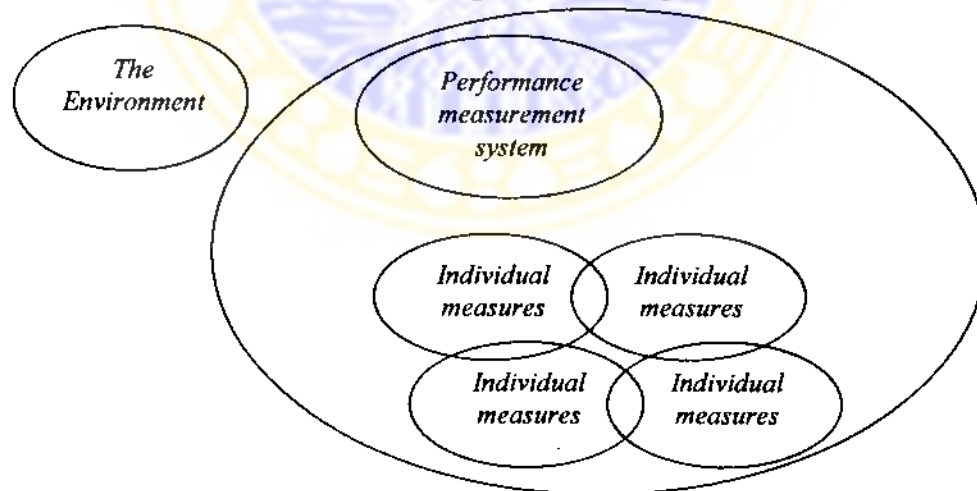 The
Environment
Performance
measurement
system
Individual
measures
Individual
measures
Individual
measures
Individual
measures